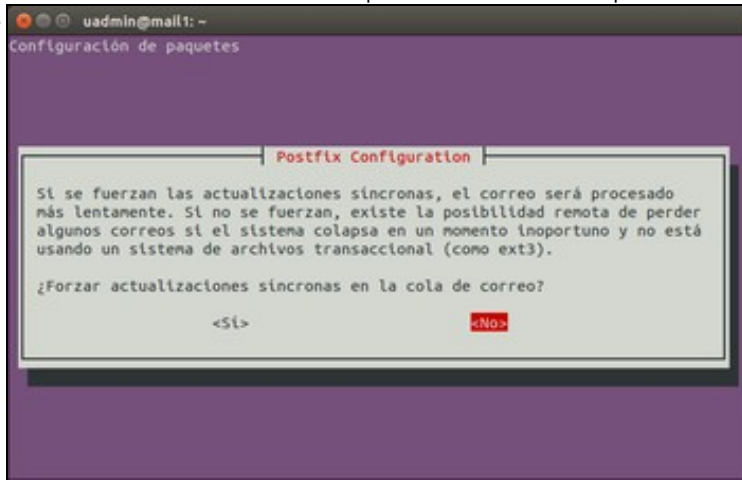 uadmin@mail1: ~
Configuración de paquetes
Postfix Configuration
Si se fuerzan las actualizaciones síncronas, el correo será procesado
más lentamente. Si no se fuerzan, existe la posibilidad remota de perder
algunos correos si el sistema colapsa en un momento inoportuno y no está
usando un sistema de archivos transaccional (como ext3).
¿Forzar actualizaciones síncronas en la cola de correo?
<Sí> <No>